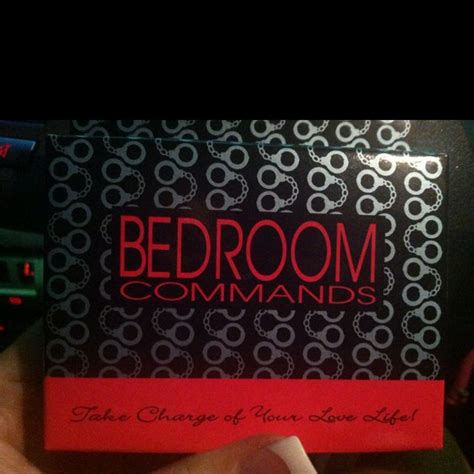 BEDROOM
COMMANDS
Take Charge of Your Love Life!